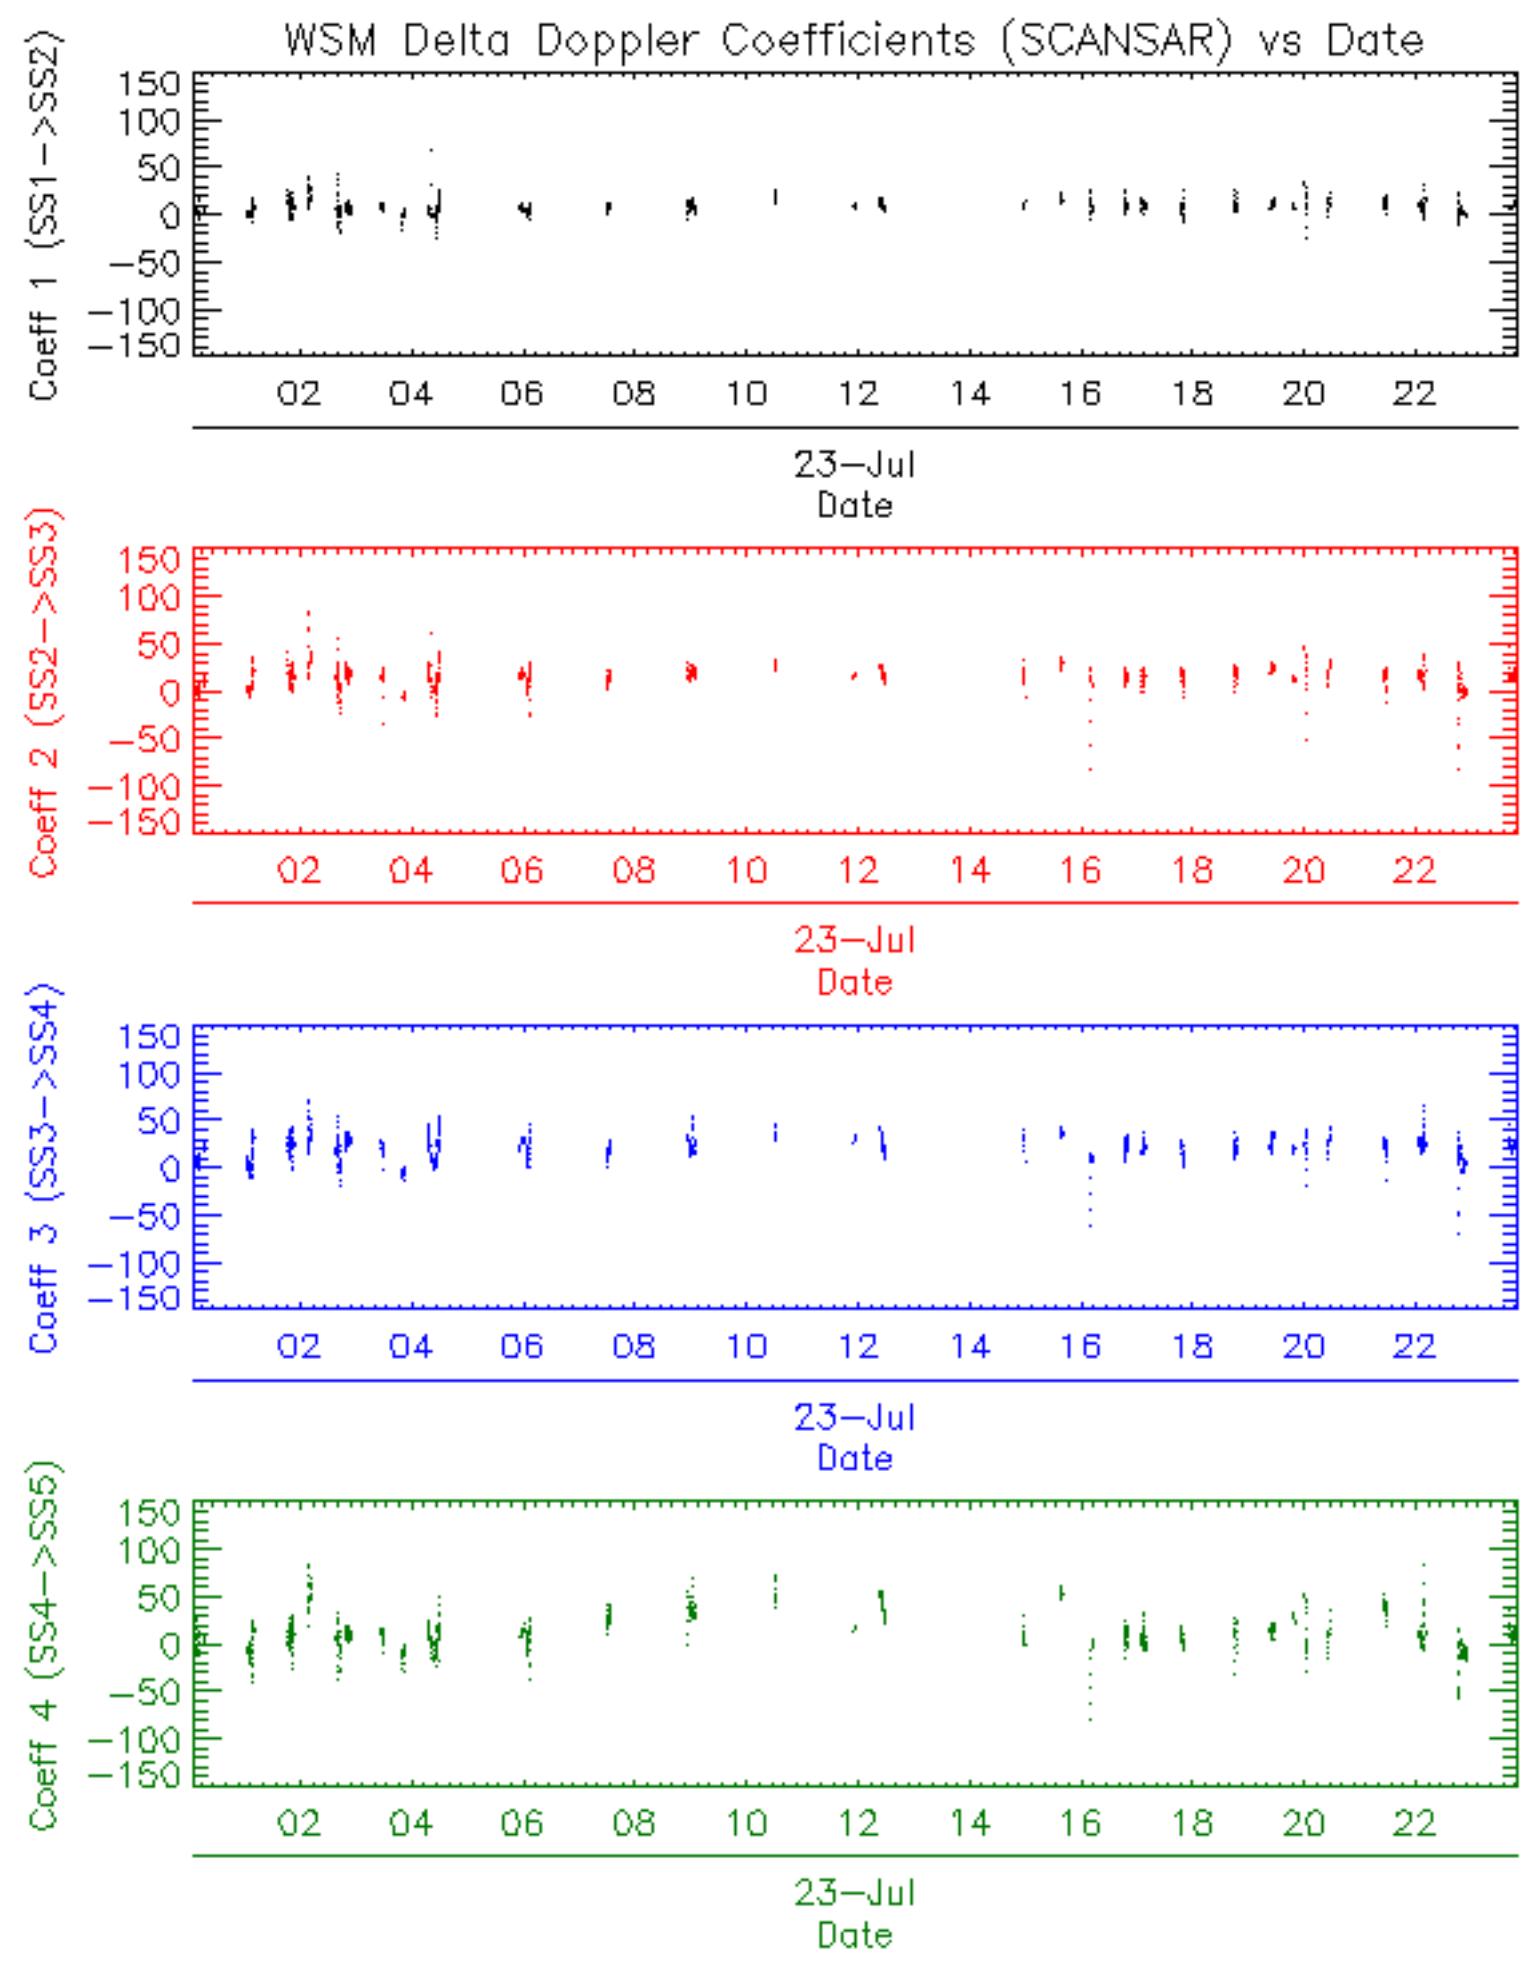 WSM Delta Doppler Coefficients (SCANSAR) vs Date
Coeff 1 (SS1->SS2)
150
100
50
0
-50
-100
-150
02 04 06 08 10 12 14 16 18 20 22
23-Jul
Date
Coeff 2 (SS2->SS3)
150
100
50
0
-50
-100
-150
02 04 06 08 10 12 14 16 18 20 22
23-Jul
Date
Coeff 3 (SS3->SS4)
150
100
50
0
-50
-100
-150
02 04 06 08 10 12 14 16 18 20 22
23-Jul
Date
Coeff 4 (SS4->SS5)
150
100
50
0
-50
-100
-150
02 04 06 08 10 12 14 16 18 20 22
23-Jul
Date